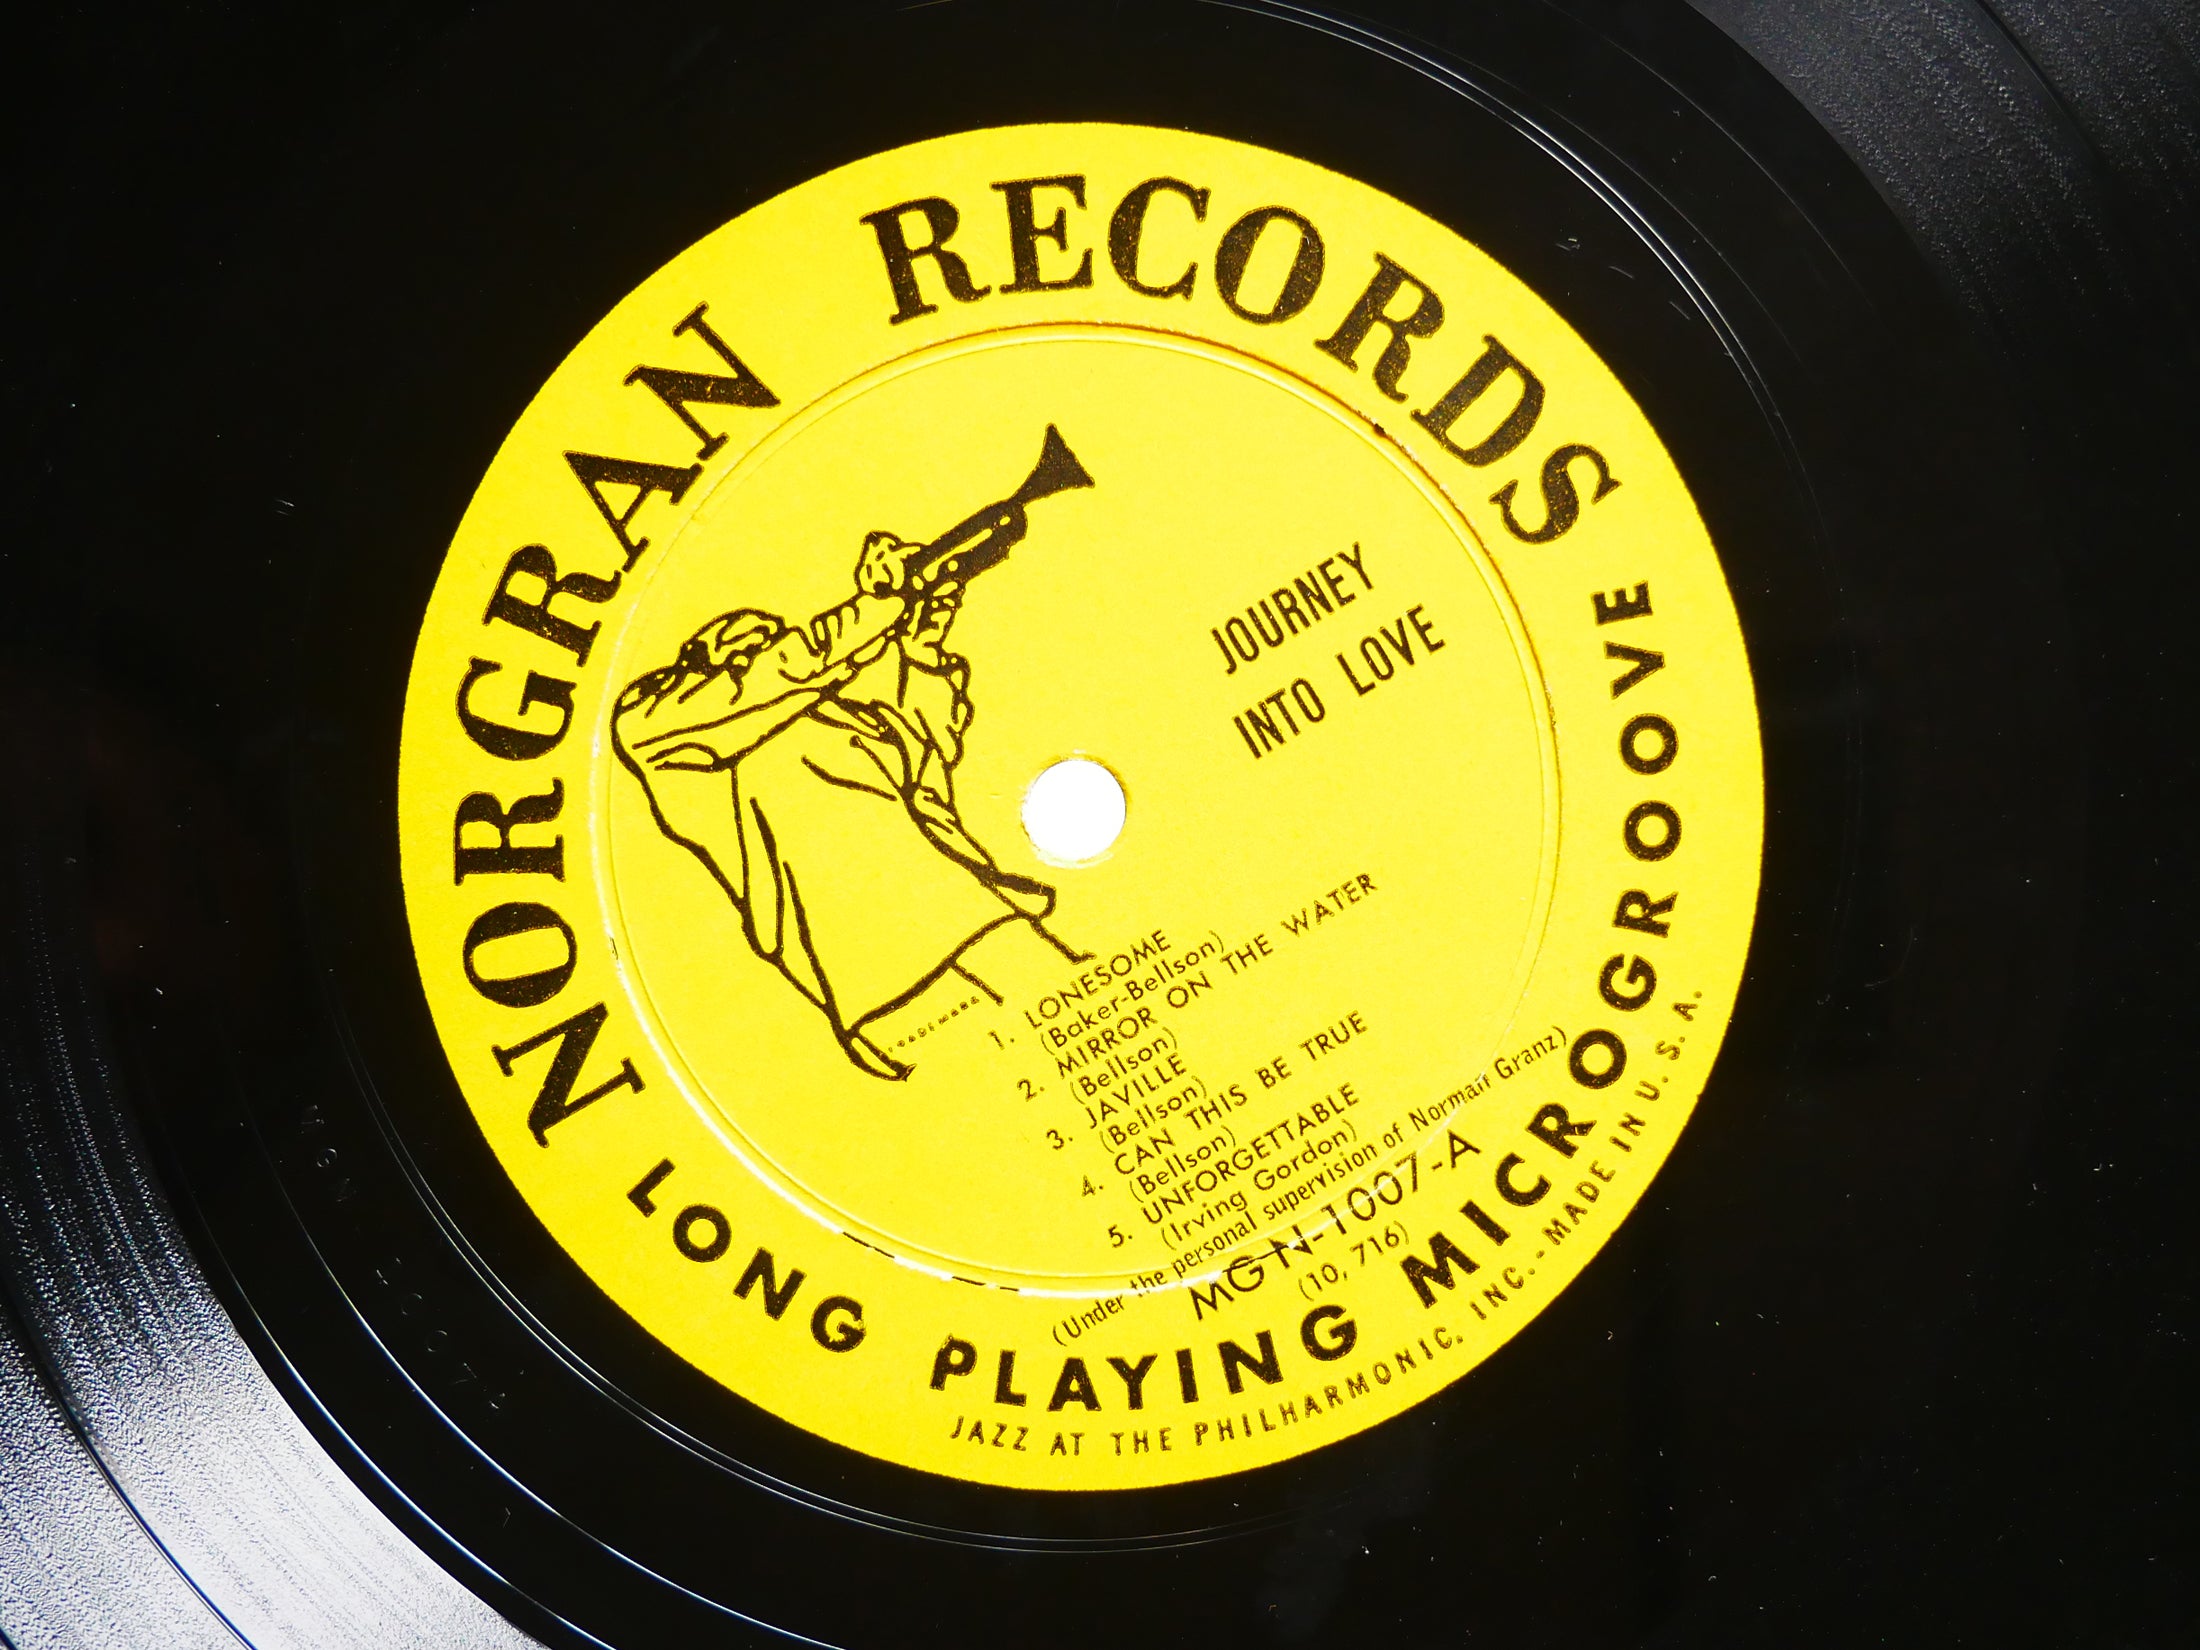 NORGRAN RECORDS
JOURNEY
INTO LOVE
1. LONESOME
(Baker-Bellson)
2. MIRROR ON THE WATER
(Bellson)
3. JAVILLE
(Bellson)
4. CAN THIS BE TRUE
(Bellson)
5. UNFORGETTABLE
(Irving Gordon)
(Under the personal supervision of Norman Granz)
MG N-1007-A
(10, 716)
LONG PLAYING MICROGROOVE
JAZZ AT THE PHILHARMONIC, INC.-MADE IN U. S. A.